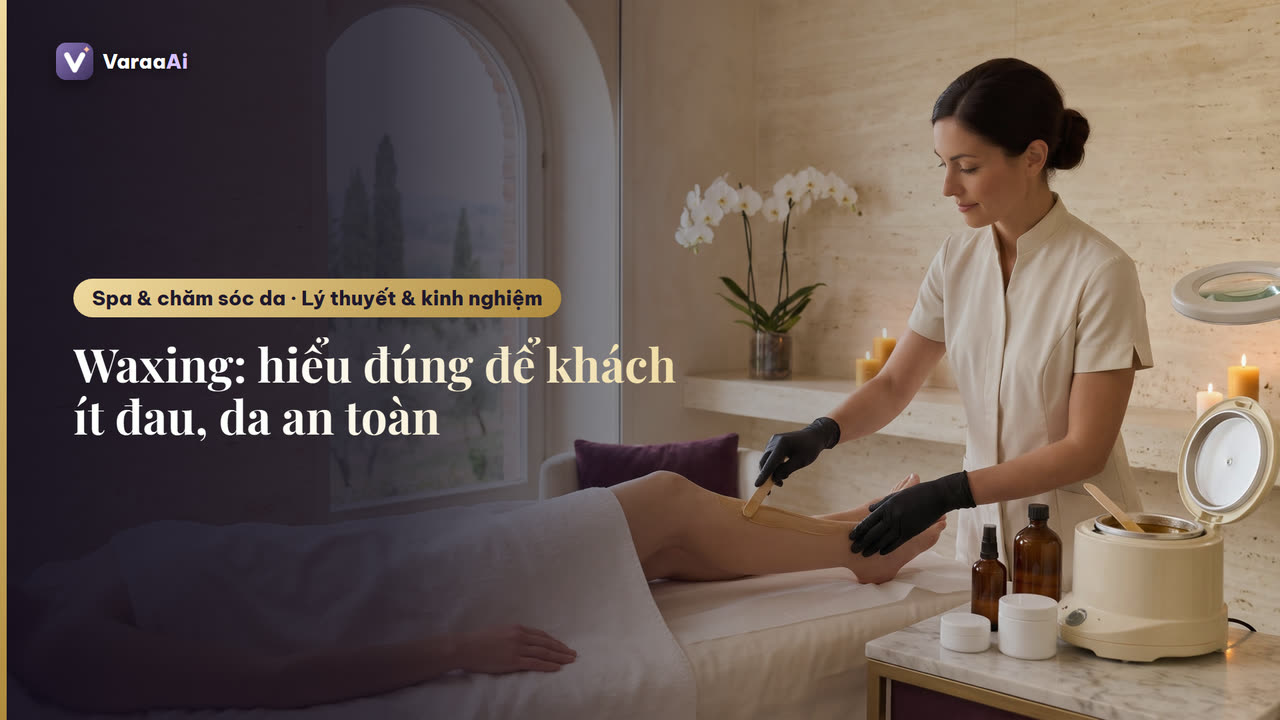 VaraaAi
Spa & chăm sóc da · Lý thuyết & kinh nghiệm
Waxing: hiểu đúng để khách
ít đau, da an toàn